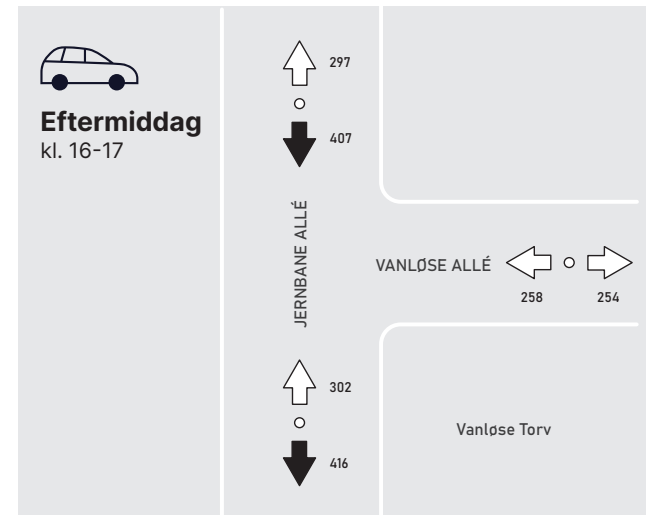 Eftermiddag
kl. 16-17
297
407
JERNBANE ALLÉ
VANLØSE ALLÉ
258
254
302
416
Vanløse Torv